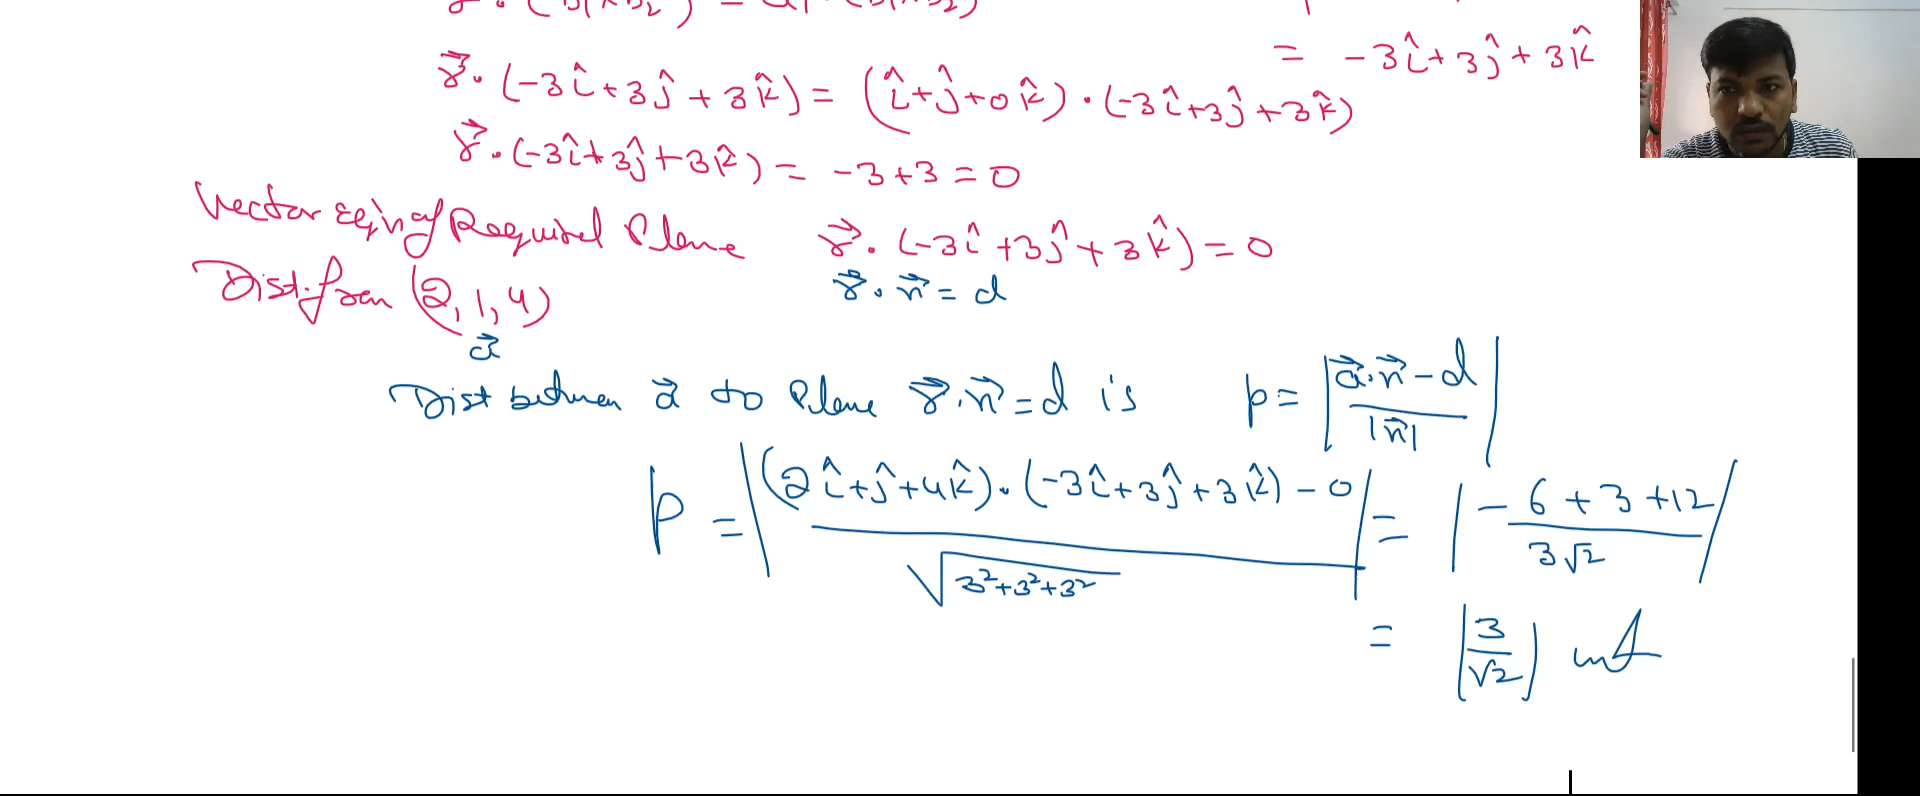 = -3î + 3ĵ + 3k̂
r⃗. (-3î + 3ĵ + 3k̂) = (î + ĵ + 0k̂) . (-3î + 3ĵ + 3k̂)
r⃗. (-3î + 3ĵ + 3k̂) = -3 + 3 = 0
Vector Eq'n of Required Plane r⃗. (-3î + 3ĵ + 3k̂) = 0
Dist. from (2, 1, 4) r⃗. n⃗ = d
a⃗
Dist between a⃗ to Plane r⃗. n⃗ = d is p = |(a⃗. n⃗ - d) / |n⃗||
p = |((2î + ĵ + 4k̂) . (-3î + 3ĵ + 3k̂) - 0) / √(3² + 3² + 3²)| = |(-6 + 3 + 12) / 3√2|
= |3 / √2| unit